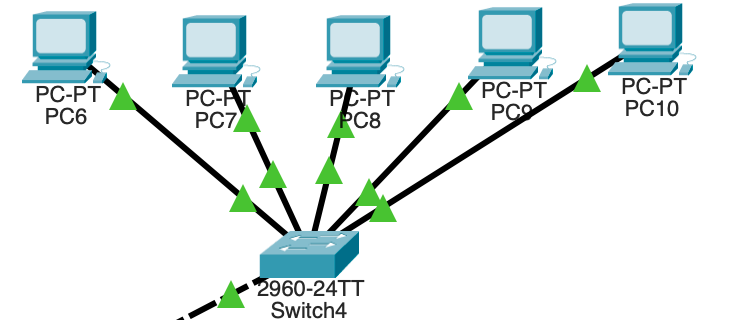 PC-PT
PC6
PC-PT
PC7
PC-PT
PC8
PC-PT
PC9
PC-PT
PC10
2960-24TT
Switch4